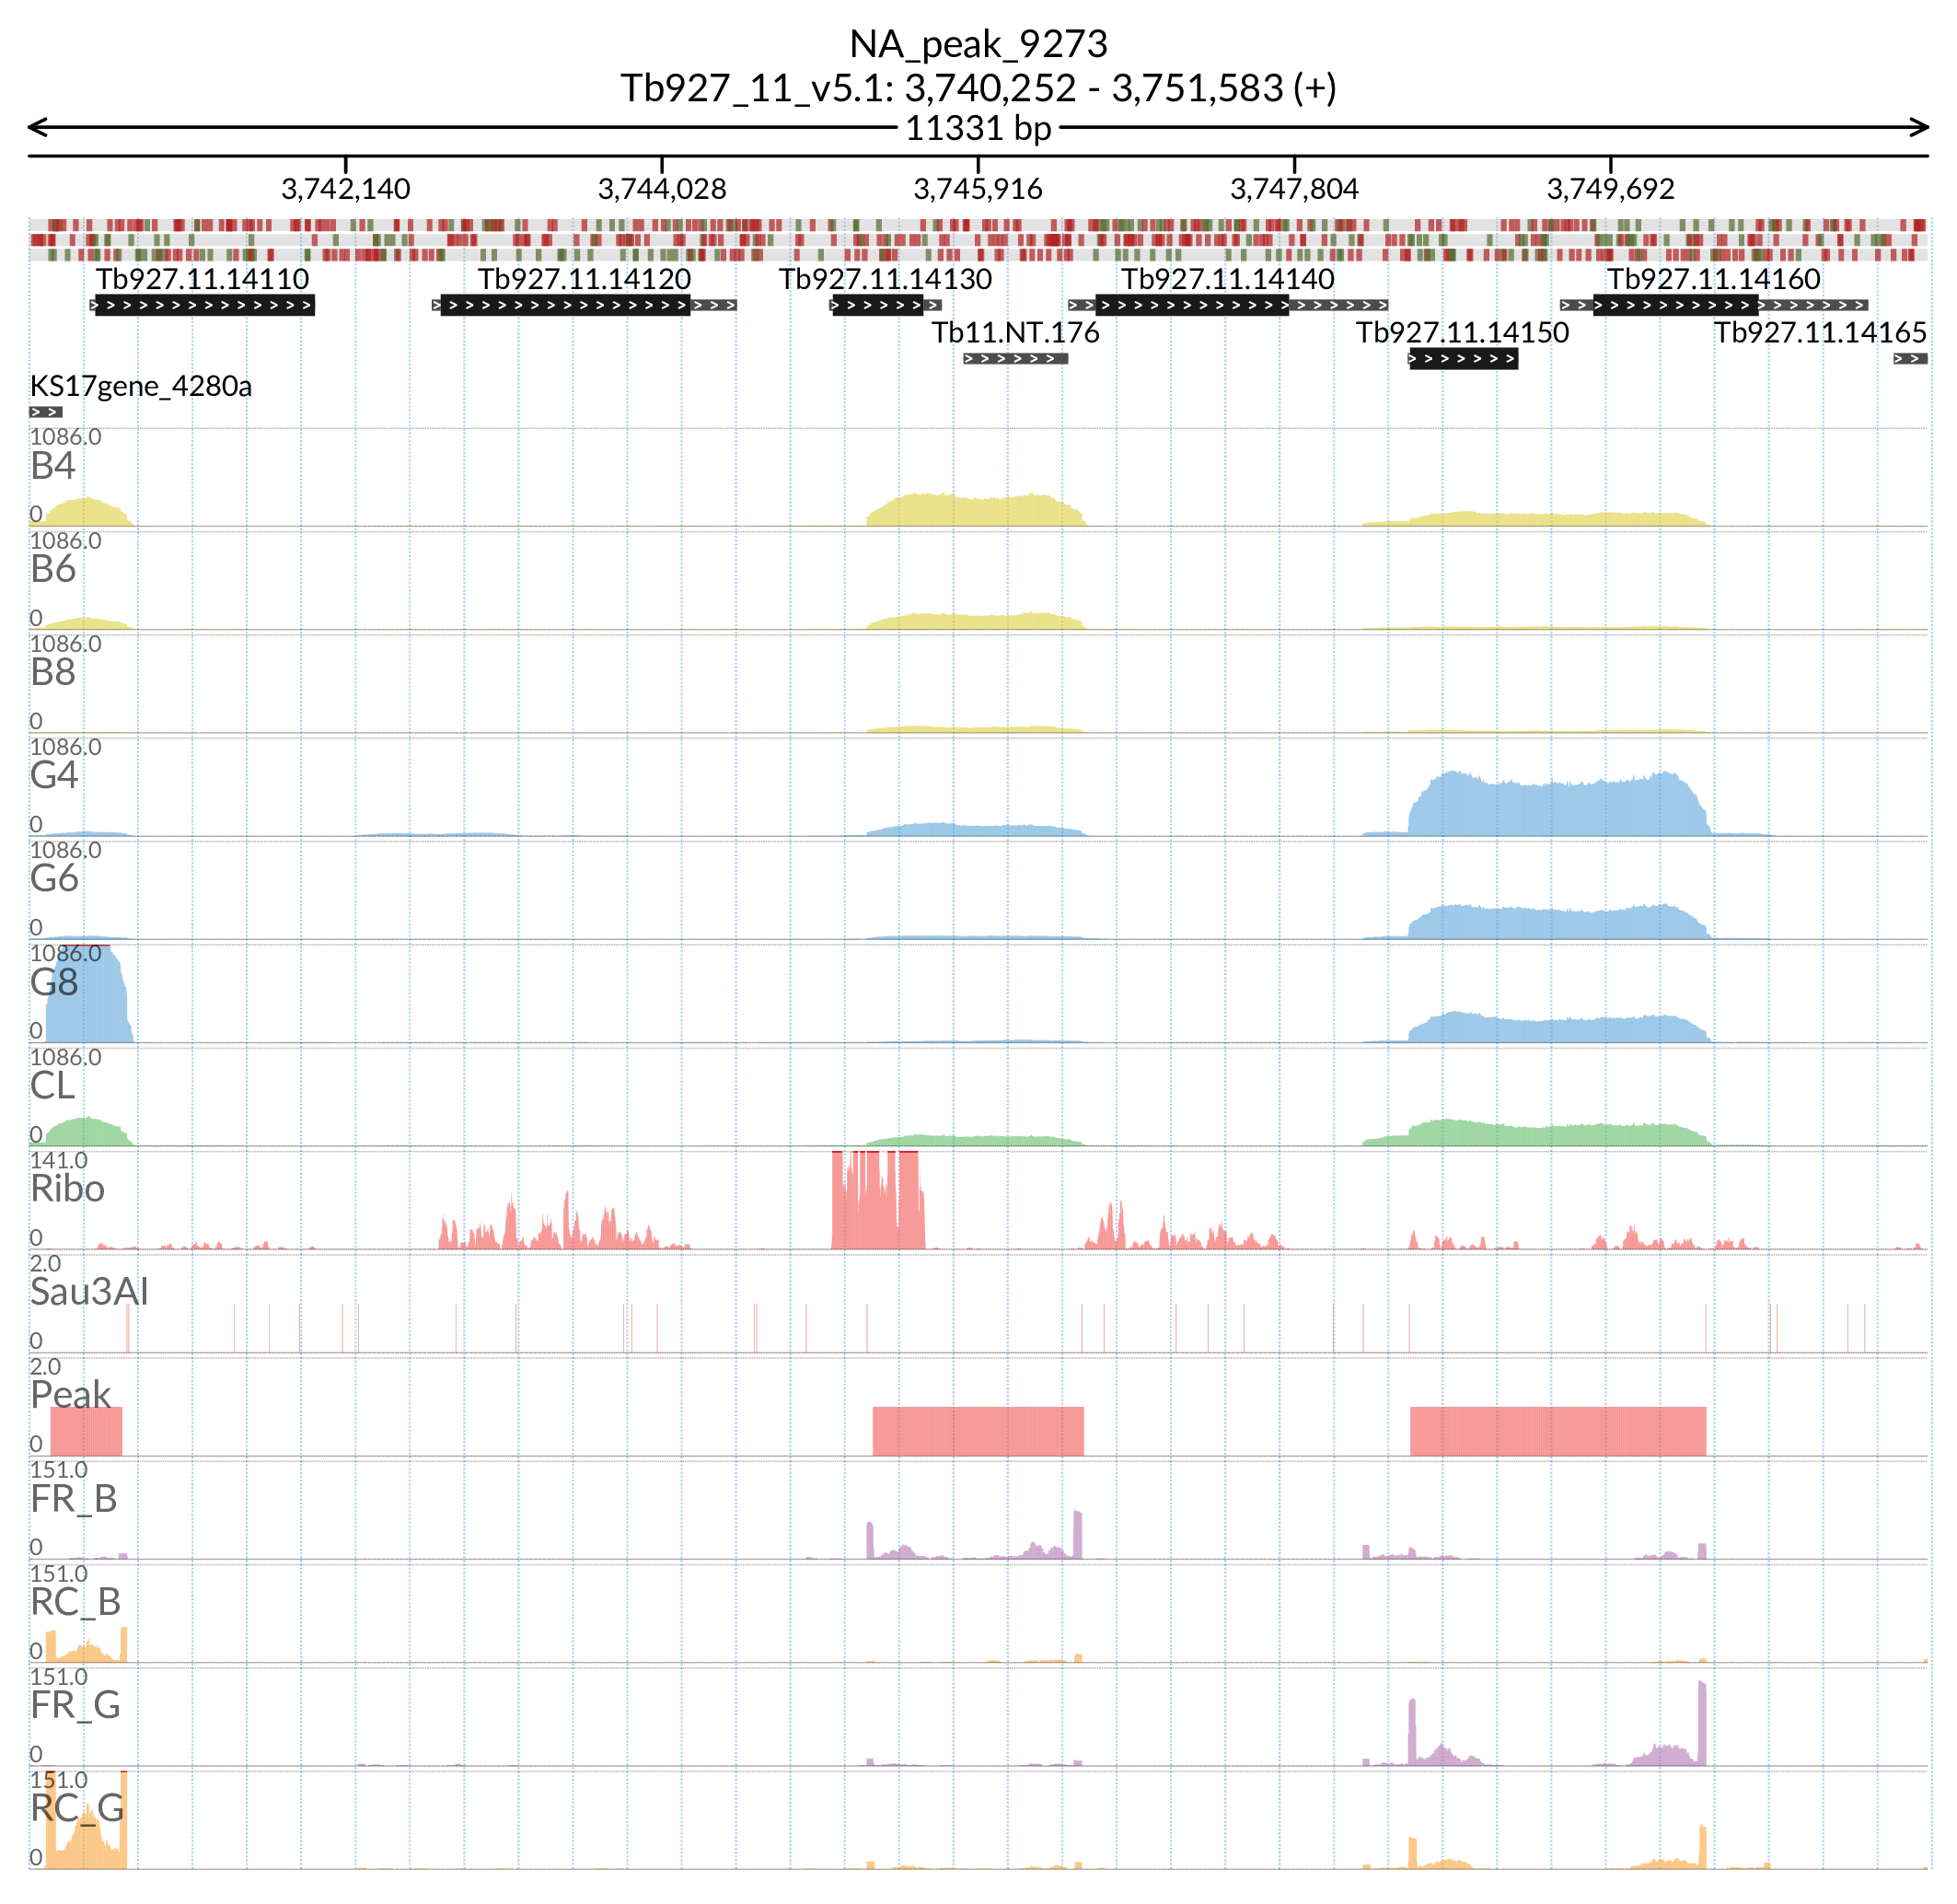 NA_peak_9273
Tb927_11_v5.1: 3,740,252 - 3,751,583 (+)
11331 bp
3,742,140 3,744,028 3,745,916 3,747,804 3,749,692
Tb927.11.14110 Tb927.11.14120 Tb927.11.14130 Tb927.11.14140 Tb927.11.14160
Tb11.NT.176 Tb927.11.14150 Tb927.11.14165
KS17gene_4280a
1086.0
B4
0
1086.0
B6
0
1086.0
B8
0
1086.0
G4
0
1086.0
G6
0
1086.0
G8
0
1086.0
CL
0
141.0
Ribo
0
2.0
Sau3AI
0
2.0
Peak
0
151.0
FR_B
0
151.0
RC_B
0
151.0
FR_G
0
151.0
RC_G
0